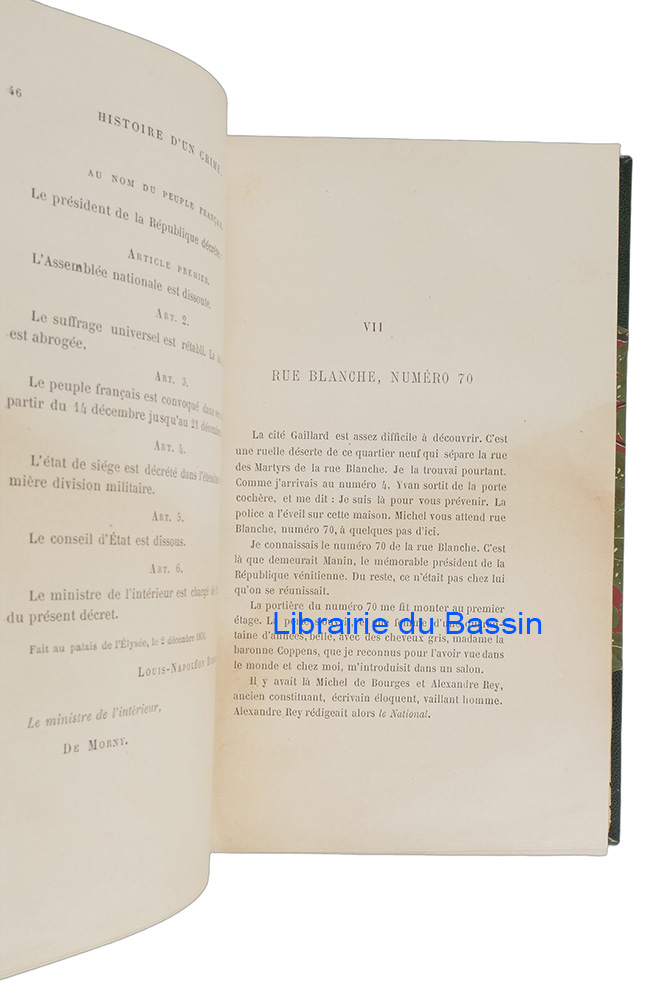 46
HISTOIRE D'UN CRIME
AU NOM DU PEUPLE FRANÇAIS
Le président de la République décrète
ARTICLE PREMIER.
L'Assemblée nationale est dissoute.
ART. 2.
Le suffrage universel est rétabli. La
est abrogée.
ART. 3.
Le peuple français est convoqué dans
partir du 14 décembre jusqu'au 21 décembre
ART. 4.
L'état de siége est décrété dans l'étendue
mière division militaire.
ART. 5.
Le conseil d'État est dissous.
ART. 6.
Le ministre de l'intérieur est chargé de
du présent décret.
Fait au palais de l'Élysée, le 2 décembre
LOUIS-NAPOLÉON
Le ministre de l'intérieur,
DE MORNY.
VII
RUE BLANCHE, NUMÉRO 70
La cité Gaillard est assez difficile à découvrir. C'est
une ruelle déserte de ce quartier neuf qui sépare la rue
des Martyrs de la rue Blanche. Je la trouvai pourtant.
Comme j'arrivais au numéro 4, Yvan sortit de la porte
cochère, et me dit : Je suis là pour vous prévenir. La
police a l'éveil sur cette maison. Michel vous attend rue
Blanche, numéro 70, à quelques pas d'ici.
Je connaissais le numéro 70 de la rue Blanche. C'est
là que demeurait Manin, le mémorable président de la
République vénitienne. Du reste, ce n'était pas chez lui
qu'on se réunissait.
La portière du numéro 70 me fit monter au premier
étage. La
Librairie du Bassin
taine d'années, belle, avec des cheveux gris, madame la
baronne Coppens, que je reconnus pour l'avoir vue dans
le monde et chez moi, m'introduisit dans un salon.
Il y avait là Michel de Bourges et Alexandre Rey,
ancien constituant, écrivain éloquent, vaillant homme.
Alexandre Rey rédigeait alors le National.